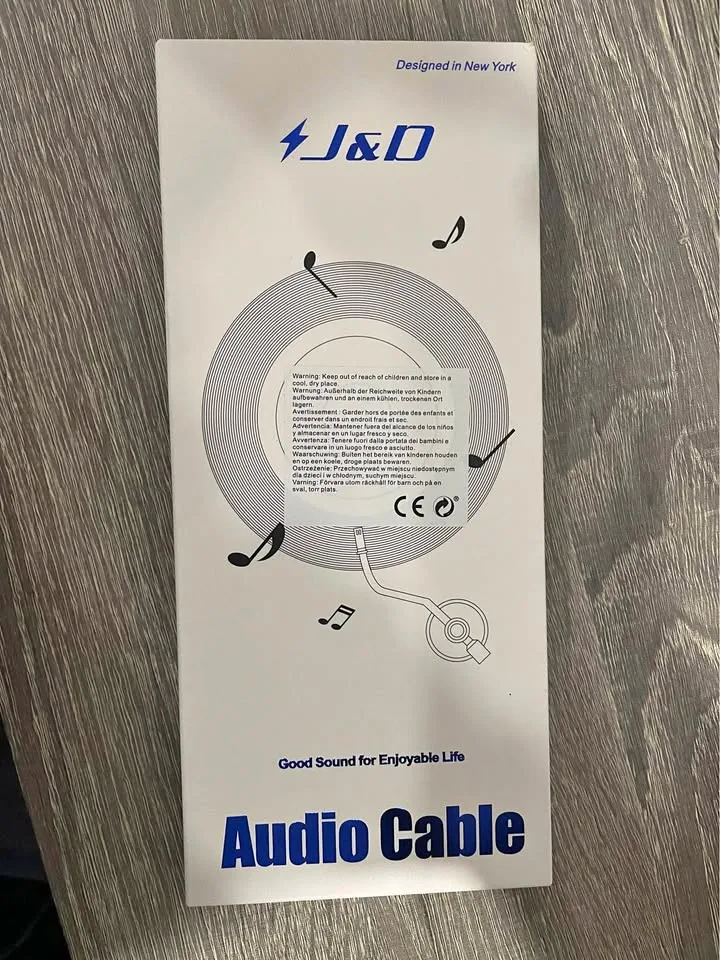 Designed in New York
J&D
Warning: Keep out of reach of children and store in a
cool, dry place.
Warnung: Außerhalb der Reichweite von Kindern
aufbewahren und an einem kühlen, trockenen Ort
lagern.
Avertissement : Garder hors de portée des enfants et
conserver dans un endroit frais et sec.
Advertencia: Mantener fuera del alcance de los niños
y almacenar en un lugar fresco y seco.
Avvertenza: Tenere fuori dalla portata dei bambini e
conservare in un luogo fresco e asciutto.
Waarschuwing: Buiten het bereik van kinderen houden
en op een koele, droge plaats bewaren.
Ostrzeżenie: Przechowywać w miejscu niedostępnym
dla dzieci i w chłodnym, suchym miejscu.
Varning: Förvara utom räckhåll för barn och på en
sval, torr plats.
CE ®
Good Sound for Enjoyable Life
Audio Cable